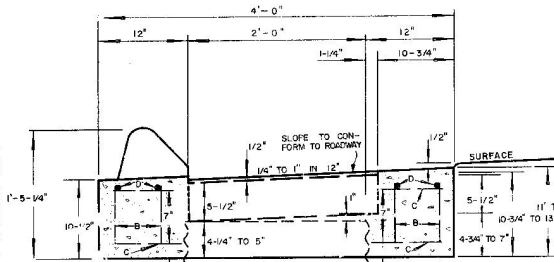 4'-0"
12"
2'-0"
12"
1-1/4"
10-3/4"
1/2"
SLOPE TO CON-
FORM TO ROADWAY
1/2"
SURFACE
1/4" TO 1" IN 12"
D
D
C
1'-5-1/4"
10-1/2"
7"
B
C
5-1/2"
1"
4-1/4" TO 5"
7"
B
C
5-1/2"
10-3/4" TO 13
11"
4-3/4" TO 7"